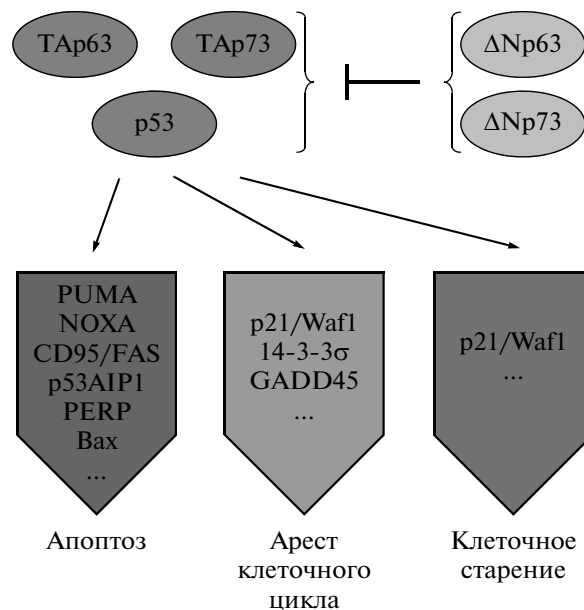 TAp63
TAp73
ΔNp63
p53
ΔNp73
PUMA
NOXA
CD95/FAS
p53AIP1
PERP
Bax
...
p21/Waf1
14-3-3σ
GADD45
...
p21/Waf1
...
Апоптоз
Арест
клеточного
цикла
Клеточное
старение